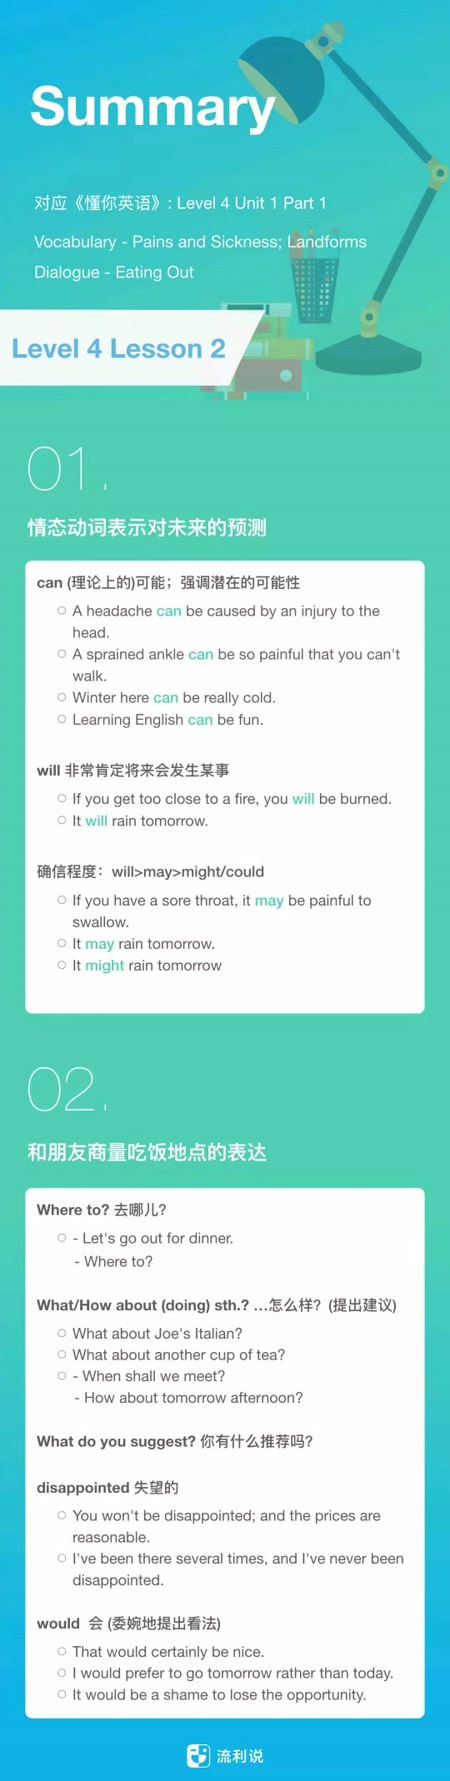 Summary
对应《懂你英语》: Level 4 Unit 1 Part 1
Vocabulary - Pains and Sickness; Landforms
Dialogue - Eating Out
Level 4 Lesson 2
01.
情态动词表示对未来的预测
can (理论上的)可能；强调潜在的可能性
A headache can be caused by an injury to the
head.
A sprained ankle can be so painful that you can't
walk.
Winter here can be really cold.
Learning English can be fun.
will 非常肯定将来会发生某事
If you get too close to a fire, you will be burned.
It will rain tomorrow.
确信程度：will>may>might/could
If you have a sore throat, it may be painful to
swallow.
It may rain tomorrow.
It might rain tomorrow
02.
和朋友商量吃饭地点的表达
Where to? 去哪儿?
- Let's go out for dinner.
- Where to?
What/How about (doing) sth.? ...怎么样? (提出建议)
What about Joe's Italian?
What about another cup of tea?
- When shall we meet?
- How about tomorrow afternoon?
What do you suggest? 你有什么推荐吗?
disappointed 失望的
You won't be disappointed; and the prices are
reasonable.
I've been there several times, and I've never been
disappointed.
would 会 (委婉地提出看法)
That would certainly be nice.
I would prefer to go tomorrow rather than today.
It would be a shame to lose the opportunity.
流利说